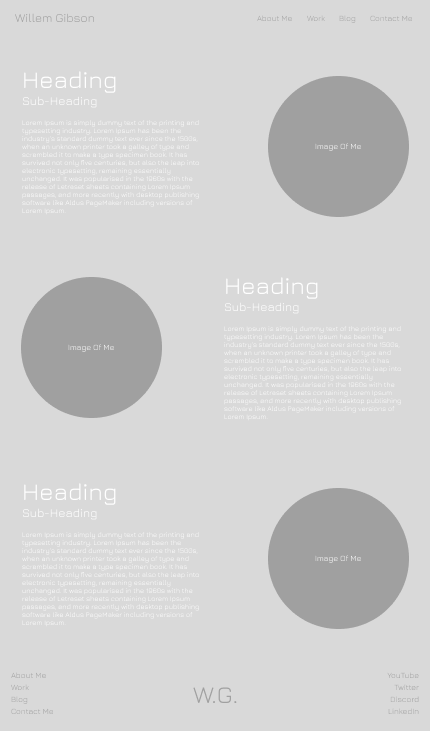 Willem Gibson
About Me Work Blog Contact Me
Heading
Sub-Heading
Lorem Ipsum is simply dummy text of the printing and
typesetting industry. Lorem Ipsum has been the
industry's standard dummy text ever since the 1500s,
when an unknown printer took a galley of type and
scrambled it to make a type specimen book. It has
survived not only five centuries, but also the leap into
electronic typesetting, remaining essentially
unchanged. It was popularised in the 1960s with the
release of Letraset sheets containing Lorem Ipsum
passages, and more recently with desktop publishing
software like Aldus PageMaker including versions of
Lorem Ipsum
Image Of Me
Image Of Me
Heading
Sub-Heading
Lorem Ipsum is simply dummy text of the printing and
typesetting industry. Lorem Ipsum has been the
industry's standard dummy text ever since the 1500s,
when an unknown printer took a galley of type and
scrambled it to make a type specimen book. It has
survived not only five centuries, but also the leap into
electronic typesetting, remaining essentially
unchanged. It was popularised in the 1960s with the
release of Letraset sheets containing Lorem Ipsum
passages, and more recently with desktop publishing
software like Aldus PageMaker including versions of
Lorem Ipsum
Heading
Sub-Heading
Lorem Ipsum is simply dummy text of the printing and
typesetting industry. Lorem Ipsum has been the
industry's standard dummy text ever since the 1500s,
when an unknown printer took a galley of type and
scrambled it to make a type specimen book. It has
survived not only five centuries, but also the leap into
electronic typesetting, remaining essentially
unchanged. It was popularised in the 1960s with the
release of Letraset sheets containing Lorem Ipsum
passages, and more recently with desktop publishing
software like Aldus PageMaker including versions of
Lorem Ipsum
Image Of Me
About Me
Work
Blog
Contact Me
W.G.
YouTube
Twitter
Discord
LinkedIn